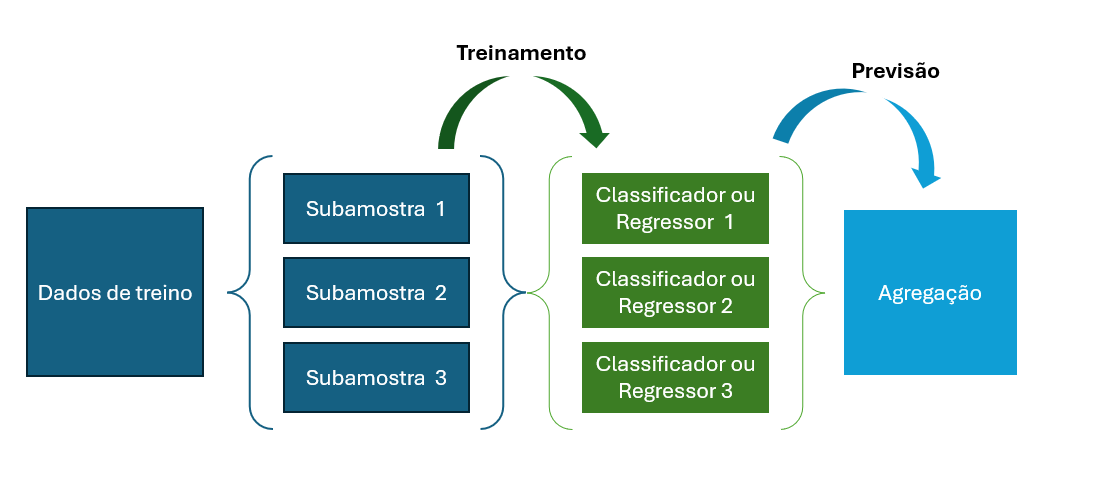 Treinamento
Previsão
Dados de treino
Subamostra 1
Subamostra 2
Subamostra 3
Classificador ou
Regressor 1
Classificador ou
Regressor 2
Classificador ou
Regressor 3
Agregação